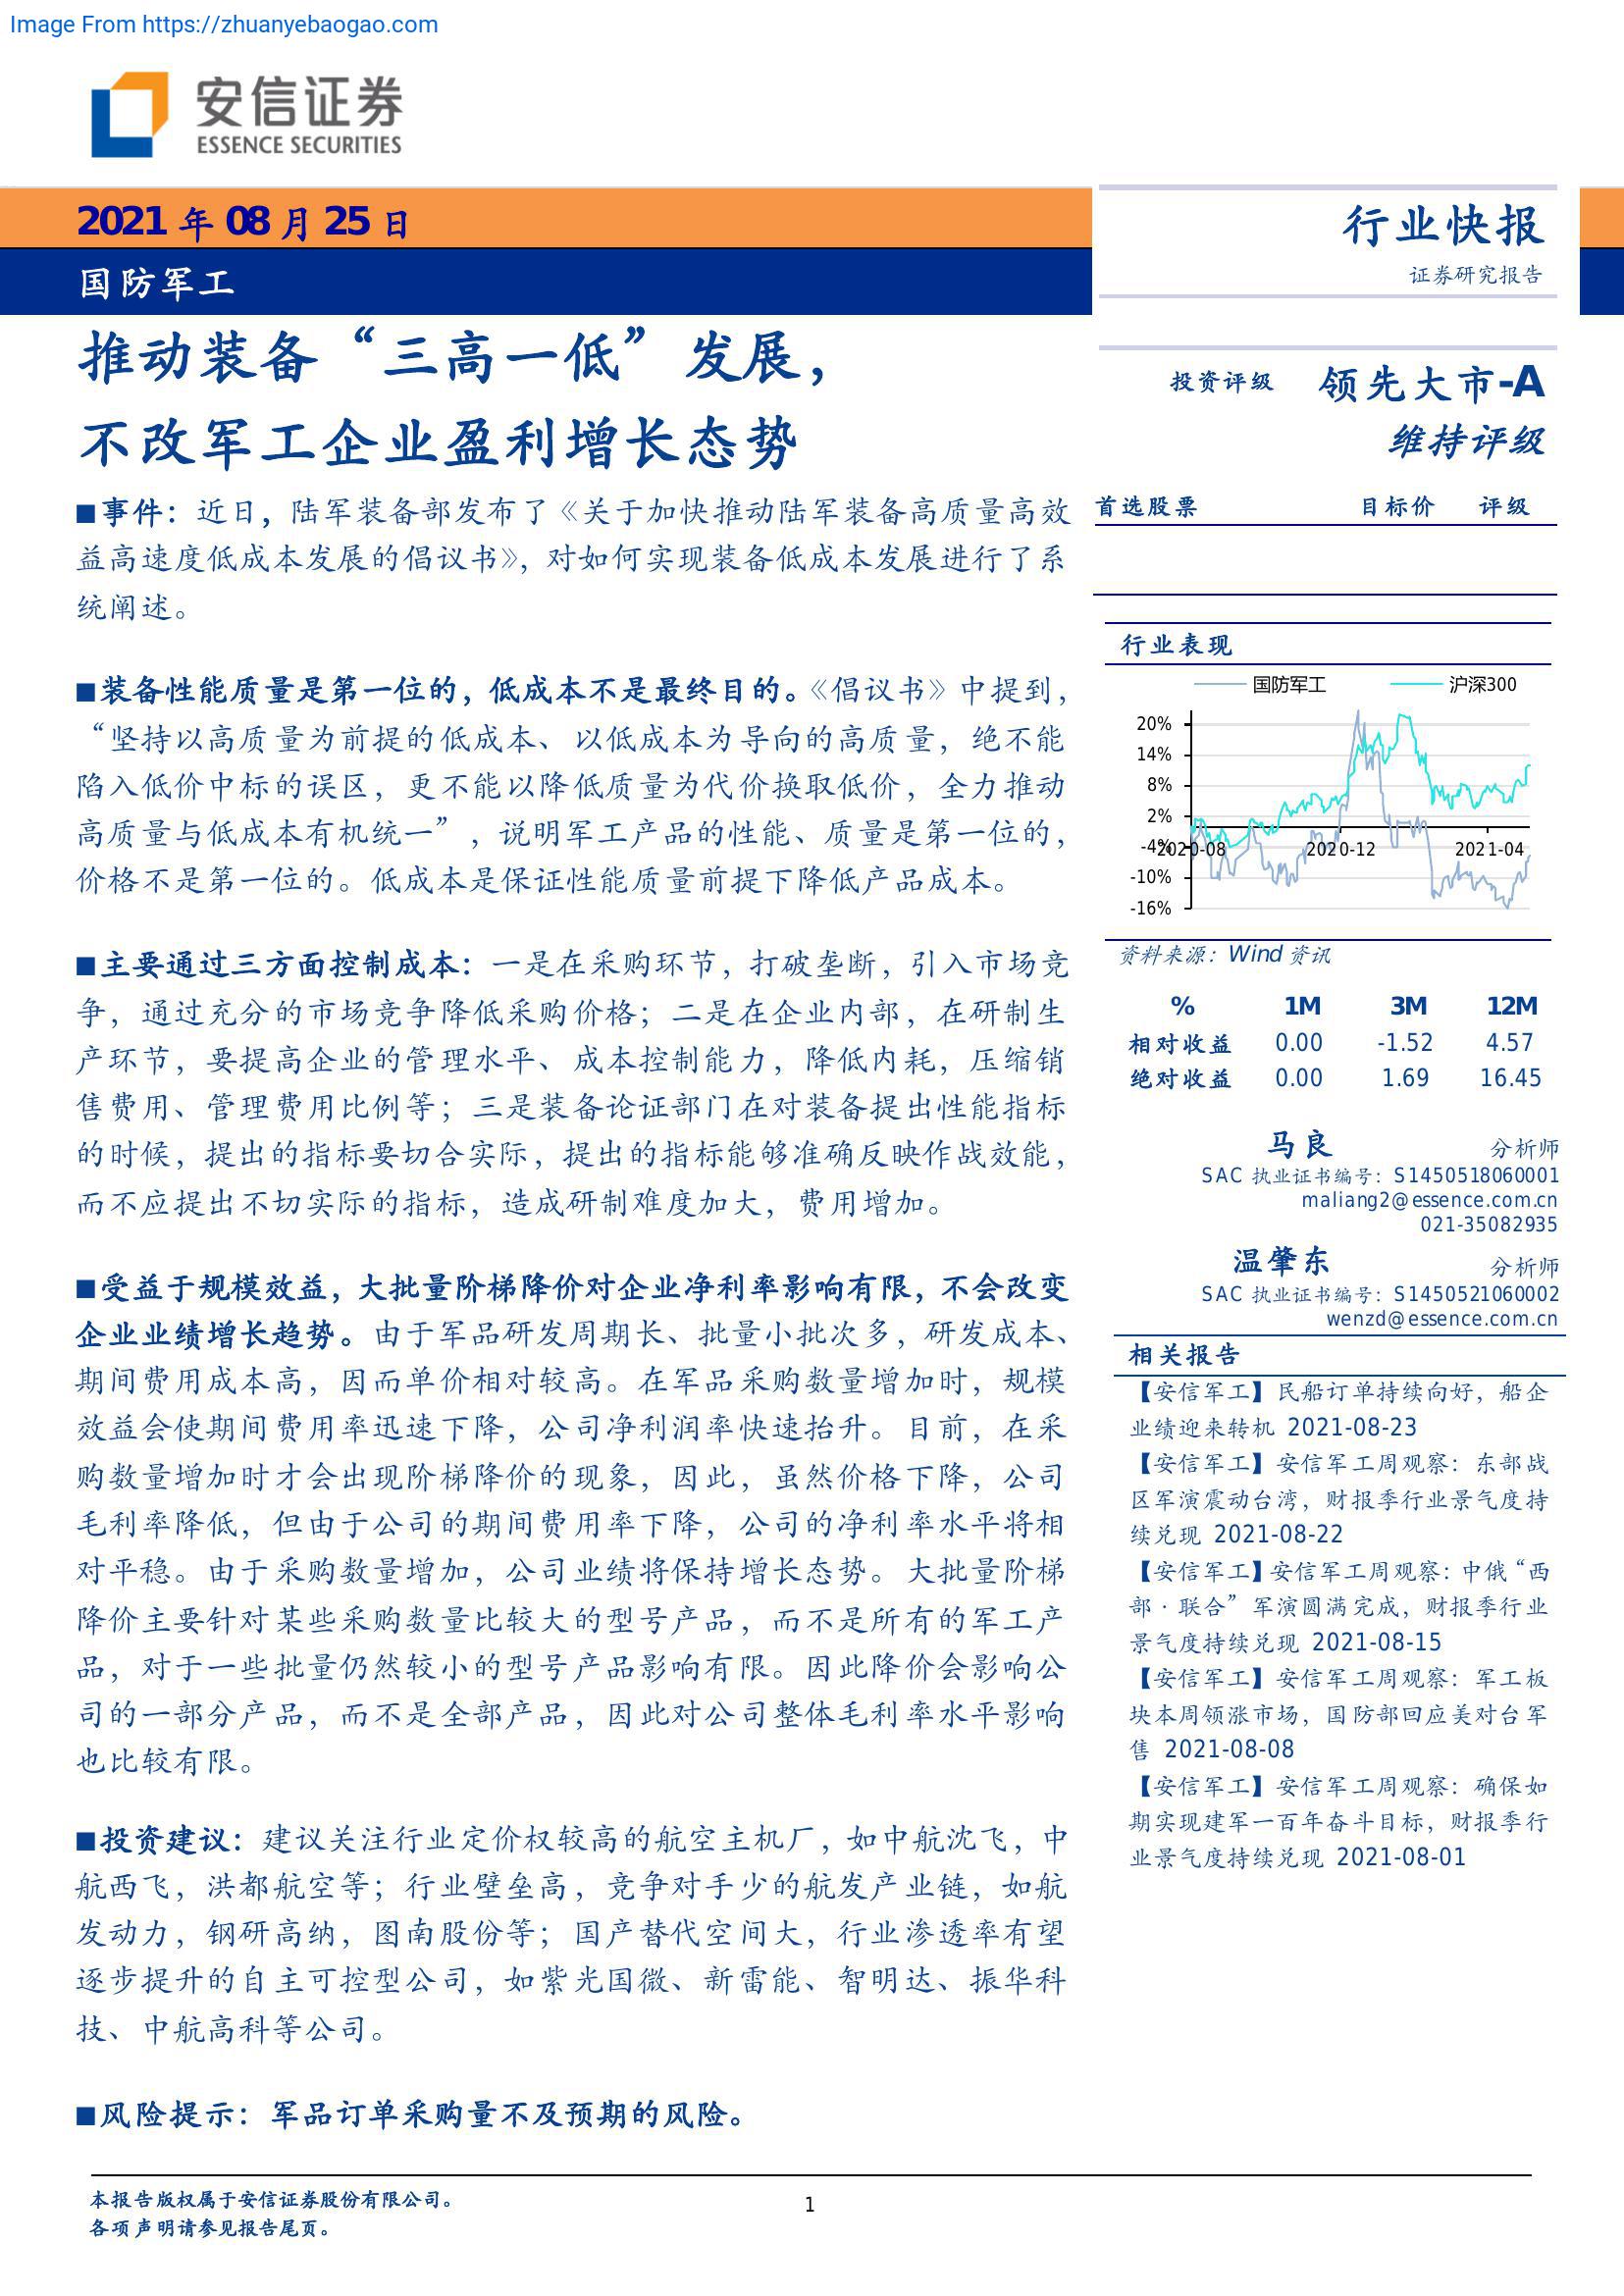 Image From https://zhuanyebaogao.com
安信证券
ESSENCE SECURITIES
2021 年 08 月 25 日
国防军工
行业快报
证券研究报告
推动装备“三高一低”发展，
不改军工企业盈利增长态势
■事件：近日，陆军装备部发布了《关于加快推动陆军装备高质量高效
益高速度低成本发展的倡议书》，对如何实现装备低成本发展进行了系
统阐述。
■装备性能质量是第一位的，低成本不是最终目的。《倡议书》中提到，
“坚持以高质量为前提的低成本、以低成本为导向的高质量，绝不能
陷入低价中标的误区，更不能以降低质量为代价换取低价，全力推动
高质量与低成本有机统一”，说明军工产品的性能、质量是第一位的，
价格不是第一位的。低成本是保证性能质量前提下降低产品成本。
■主要通过三方面控制成本：一是在采购环节，打破垄断，引入市场竞
争，通过充分的市场竞争降低采购价格；二是在企业内部，在研制生
产环节，要提高企业的管理水平、成本控制能力，降低内耗，压缩销
售费用、管理费用比例等；三是装备论证部门在对装备提出性能指标
的时候，提出的指标要切合实际，提出的指标能够准确反映作战效能，
而不应提出不切实际的指标，造成研制难度加大，费用增加。
■受益于规模效益，大批量阶梯降价对企业净利率影响有限，不会改变
企业业绩增长趋势。由于军品研发周期长、批量小批次多，研发成本、
期间费用成本高，因而单价相对较高。在军品采购数量增加时，规模
效益会使期间费用率迅速下降，公司净利润率快速抬升。目前，在采
购数量增加时才会出现阶梯降价的现象，因此，虽然价格下降，公司
毛利率降低，但由于公司的期间费用率下降，公司的净利率水平将相
对平稳。由于采购数量增加，公司业绩将保持增长态势。大批量阶梯
降价主要针对某些采购数量比较大的型号产品，而不是所有的军工产
品，对于一些批量仍然较小的型号产品影响有限。因此降价会影响公
司的一部分产品，而不是全部产品，因此对公司整体毛利率水平影响
也比较有限。
■投资建议：建议关注行业定价权较高的航空主机厂，如中航沈飞，中
航西飞，洪都航空等；行业壁垒高，竞争对手少的航发产业链，如航
发动力，钢研高纳，图南股份等；国产替代空间大，行业渗透率有望
逐步提升的自主可控型公司，如紫光国微、新雷能、智明达、振华科
技、中航高科等公司。
■风险提示：军品订单采购量不及预期的风险。
投资评级 领先大市-A
维持评级
首选股票 目标价 评级
行业表现
国防军工 沪深300
20%
14%
8%
2%
-4%
-10%
-16%
2020-08 2020-12 2021-04
资料来源：Wind 资讯
% 1M 3M 12M
相对收益 0.00 -1.52 4.57
绝对收益 0.00 1.69 16.45
马良 分析师
SAC 执业证书编号：S1450518060001
maliang2@essence.com.cn
021-35082935
温肇东 分析师
SAC 执业证书编号：S1450521060002
wenzd@essence.com.cn
相关报告
【安信军工】民船订单持续向好，船企
业绩迎来转机 2021-08-23
【安信军工】安信军工周观察：东部战
区军演震动台湾，财报季行业景气度持
续兑现 2021-08-22
【安信军工】安信军工周观察：中俄“西
部·联合”军演圆满完成，财报季行业
景气度持续兑现 2021-08-15
【安信军工】安信军工周观察：军工板
块本周领涨市场，国防部回应美对台军
售 2021-08-08
【安信军工】安信军工周观察：确保如
期实现建军一百年奋斗目标，财报季行
业景气度持续兑现 2021-08-01
本报告版权属于安信证券股份有限公司。
各项声明请参见报告尾页。
1